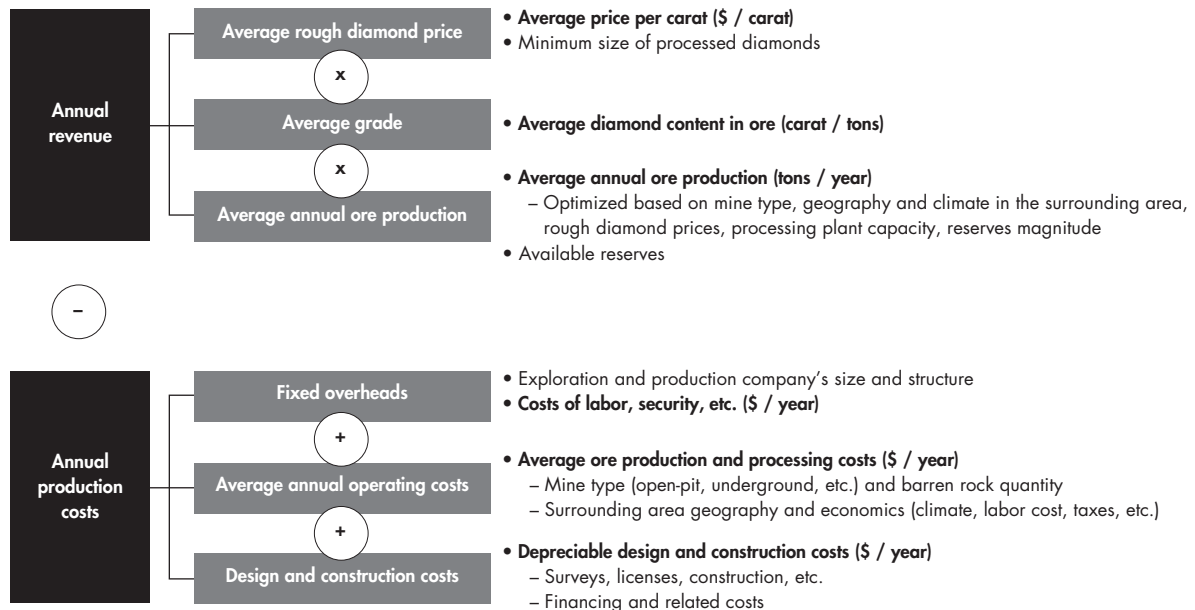 Annual
revenue
Average rough diamond price
x
Average grade
x
Average annual ore production
• Average price per carat ($ / carat)
• Minimum size of processed diamonds
• Average diamond content in ore (carat / tons)
• Average annual ore production (tons / year)
– Optimized based on mine type, geography and climate in the surrounding area,
rough diamond prices, processing plant capacity, reserves magnitude
• Available reserves
–
Annual
production
costs
Fixed overheads
+
Average annual operating costs
+
Design and construction costs
• Exploration and production company's size and structure
• Costs of labor, security, etc. ($ / year)
• Average ore production and processing costs ($ / year)
– Mine type (open-pit, underground, etc.) and barren rock quantity
– Surrounding area geography and economics (climate, labor cost, taxes, etc.)
• Depreciable design and construction costs ($ / year)
– Surveys, licenses, construction, etc.
– Financing and related costs